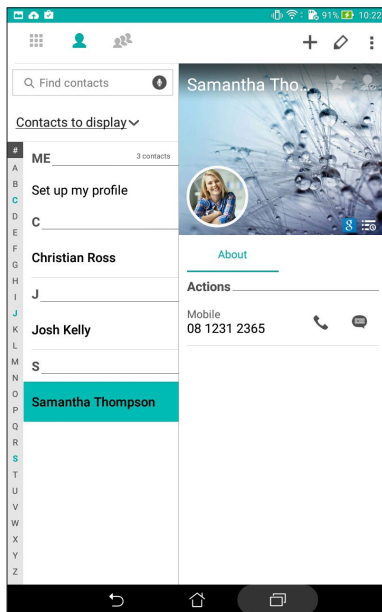 91% 10:22
Find contacts
Contacts to display
#
A
B
C
D
E
F
G
H
I
J
K
L
M
N
O
P
Q
R
S
T
U
V
W
X
Y
Z
ME 3 contacts
Set up my profile
C
Christian Ross
J
Josh Kelly
S
Samantha Thompson
Samantha Tho...
8
About
Actions
Mobile
08 1231 2365